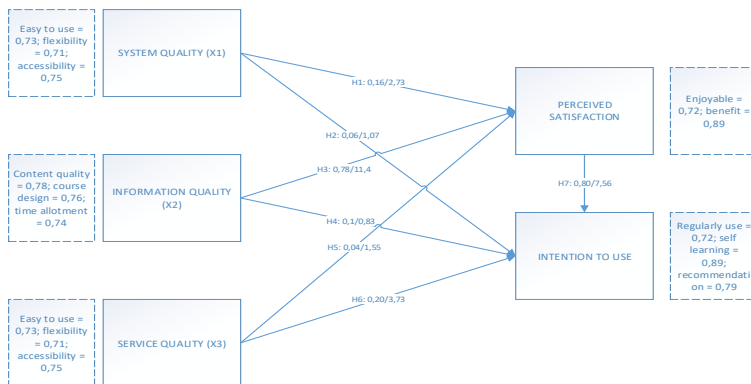 Easy to use =
0,73; flexibility
= 0,71;
accessibility =
0,75
SYSTEM QUALITY (X1)
H1: 0,16/2,73
PERCEIVED
SATISFACTION
Enjoyable =
0,72; benefit =
0,89
H2: 0,06/1,07
H3: 0,78/11,4
Content quality
= 0,78; course
design = 0,76;
time allotment
= 0,74
INFORMATION QUALITY
(X2)
H7: 0,80/7,56
H4: 0,1/0,83
H5: 0,04/1,55
INTENTION TO USE
Regularly use =
0,72; self
learning =
0,89;
recommendati
on = 0,79
H6: 0,20/3,73
Easy to use =
0,73; flexibility
= 0,71;
accessibility =
0,75
SERVICE QUALITY (X3)